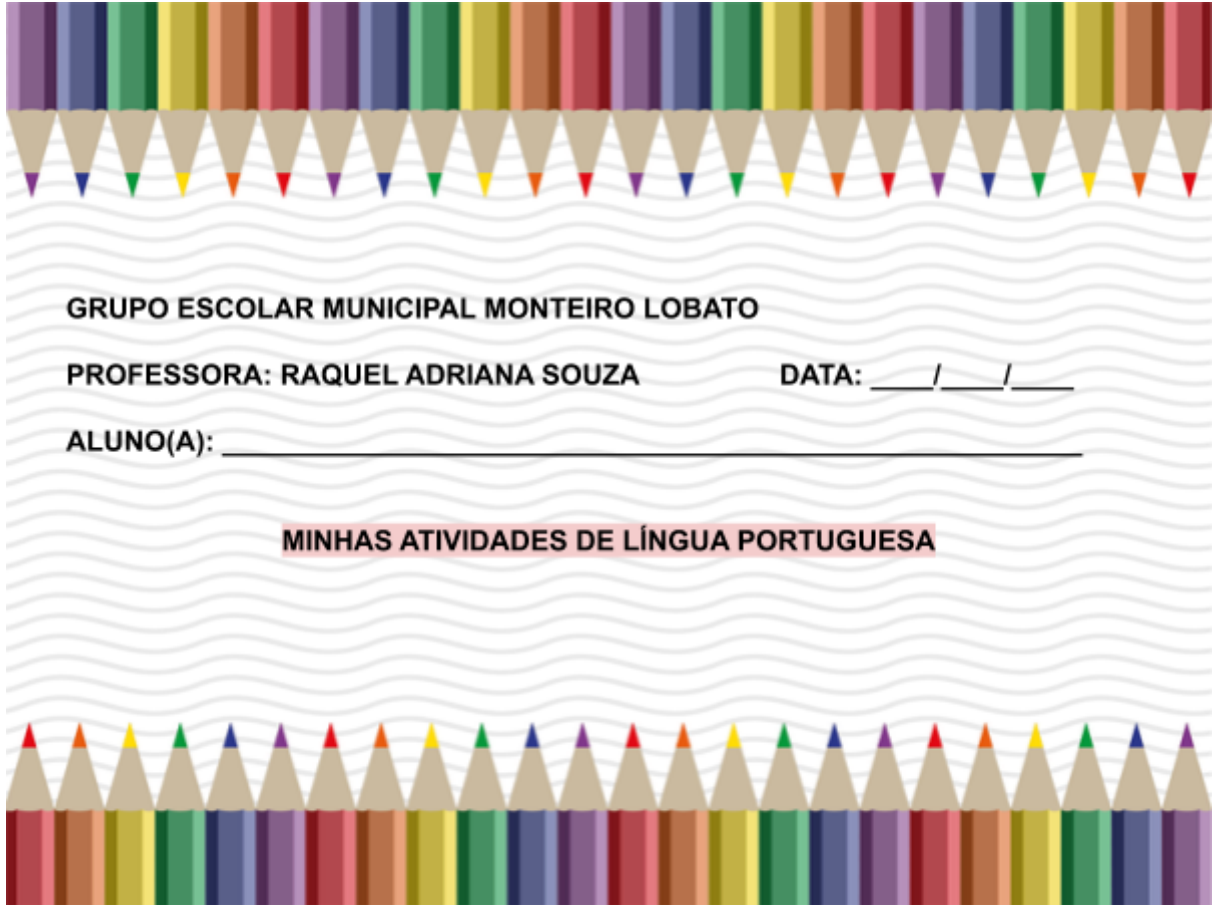 GRUPO ESCOLAR MUNICIPAL MONTEIRO LOBATO
PROFESSORA: RAQUEL ADRIANA SOUZA DATA: ____/____/____
ALUNO(A): _______________________________________________________
MINHAS ATIVIDADES DE LÍNGUA PORTUGUESA